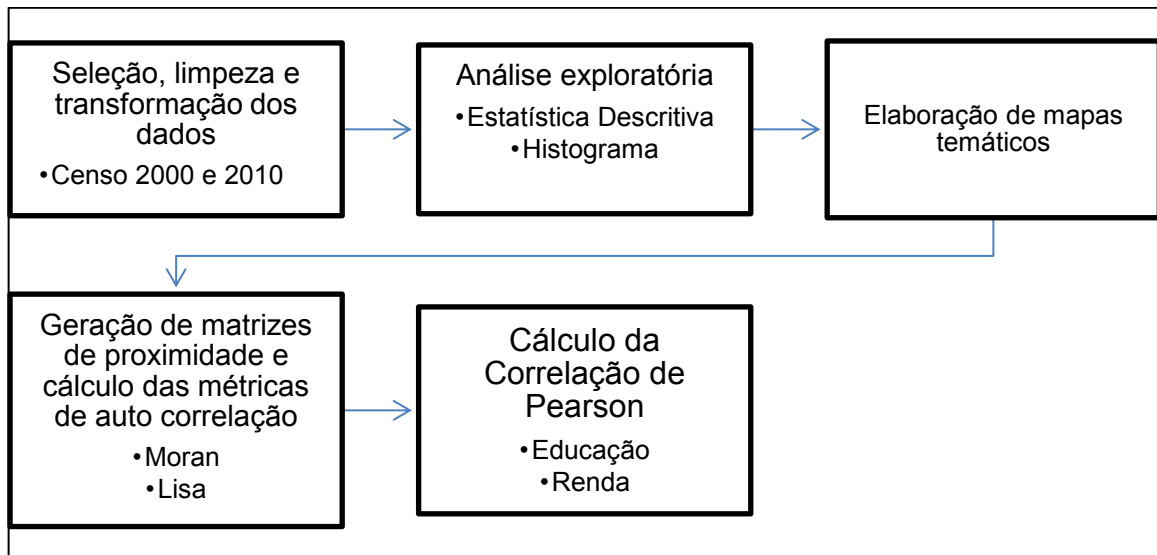 Seleção, limpeza e
transformação dos
dados
•Censo 2000 e 2010
Análise exploratória
•Estatística Descritiva
•Histograma
Elaboração de mapas
temáticos
Geração de matrizes
de proximidade e
cálculo das métricas
de auto correlação
•Moran
•Lisa
Cálculo da
Correlação de
Pearson
•Educação
•Renda